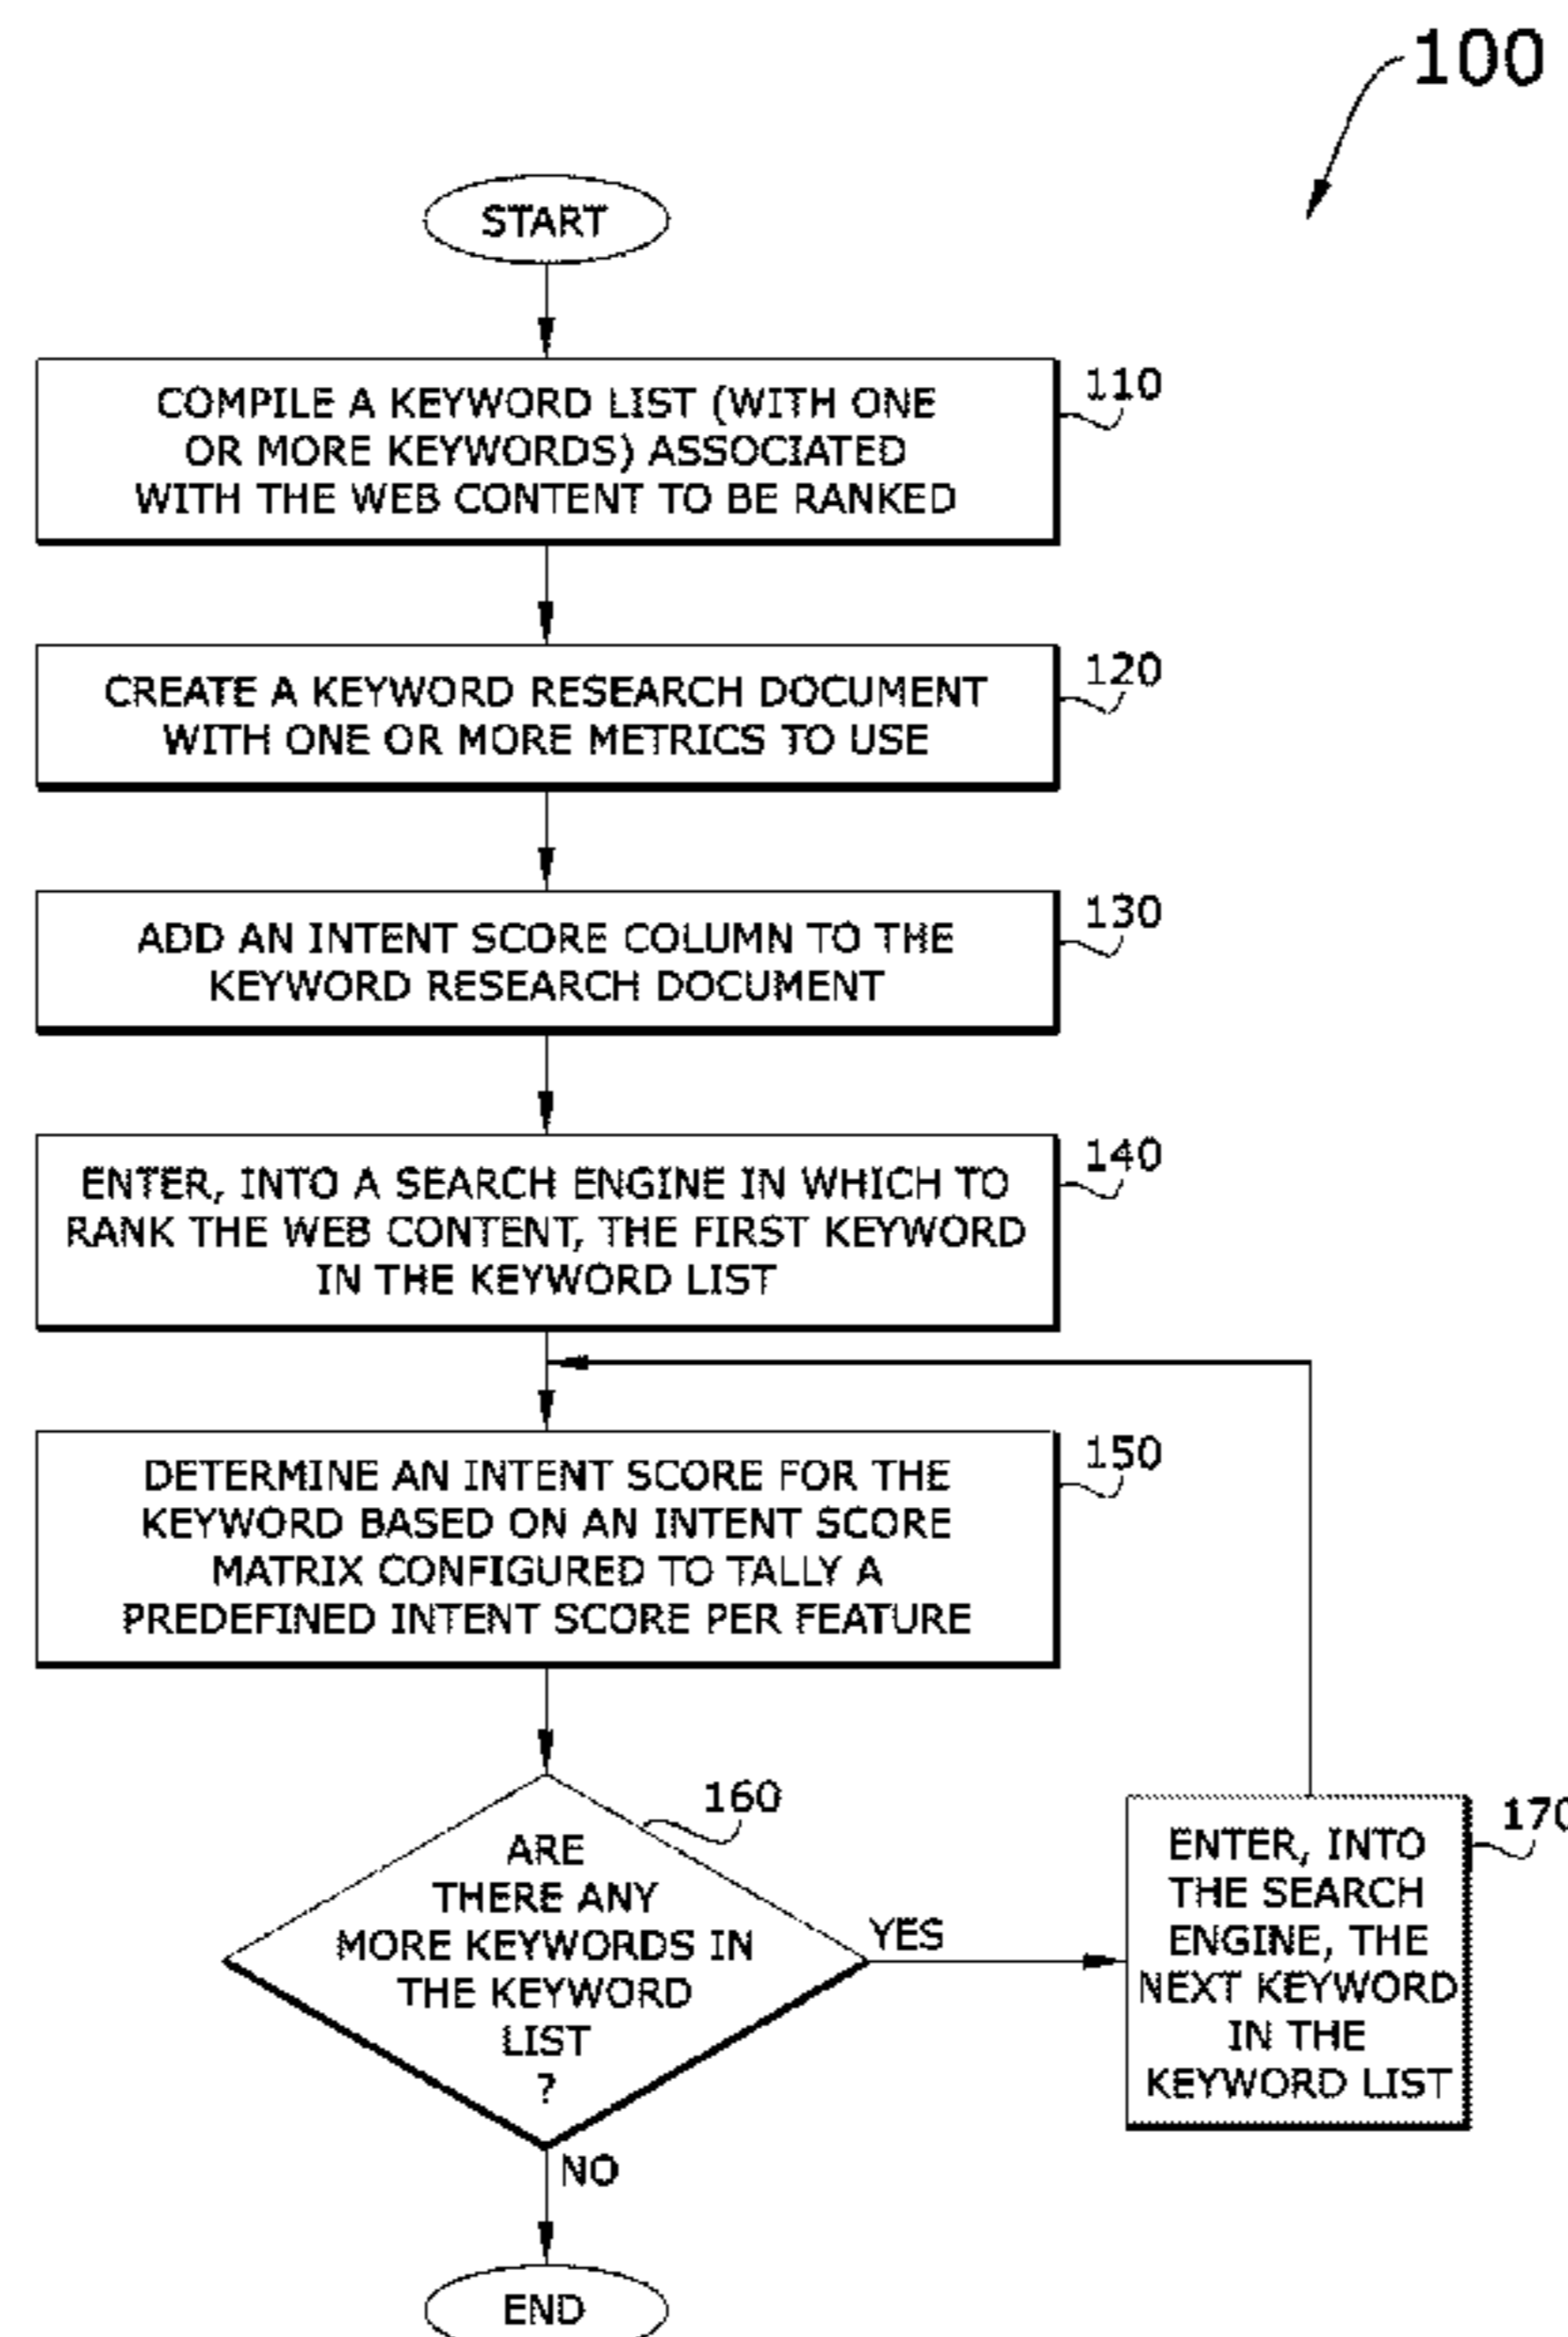 100
START
COMPILE A KEYWORD LIST (WITH ONE
OR MORE KEYWORDS) ASSOCIATED
WITH THE WEB CONTENT TO BE RANKED
110
CREATE A KEYWORD RESEARCH DOCUMENT
WITH ONE OR MORE METRICS TO USE
120
ADD AN INTENT SCORE COLUMN TO THE
KEYWORD RESEARCH DOCUMENT
130
ENTER, INTO A SEARCH ENGINE IN WHICH TO
RANK THE WEB CONTENT, THE FIRST KEYWORD
IN THE KEYWORD LIST
140
DETERMINE AN INTENT SCORE FOR THE
KEYWORD BASED ON AN INTENT SCORE
MATRIX CONFIGURED TO TALLY A
PREDEFINED INTENT SCORE PER FEATURE
150
ARE
THERE ANY
MORE KEYWORDS IN
THE KEYWORD
LIST
?
160
YES
ENTER, INTO
THE SEARCH
ENGINE, THE
NEXT KEYWORD
IN THE
KEYWORD LIST
170
NO
END